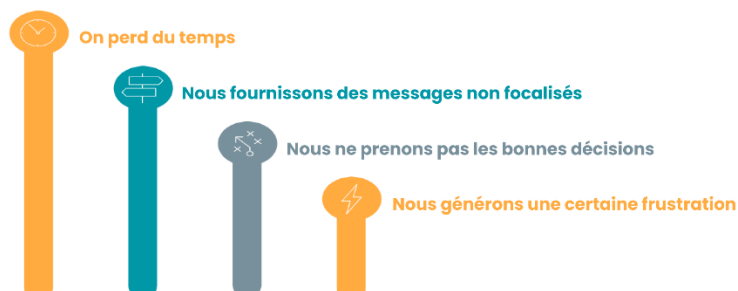 On perd du temps
Nous fournissons des messages non focalisés
Nous ne prenons pas les bonnes décisions
Nous générons une certaine frustration